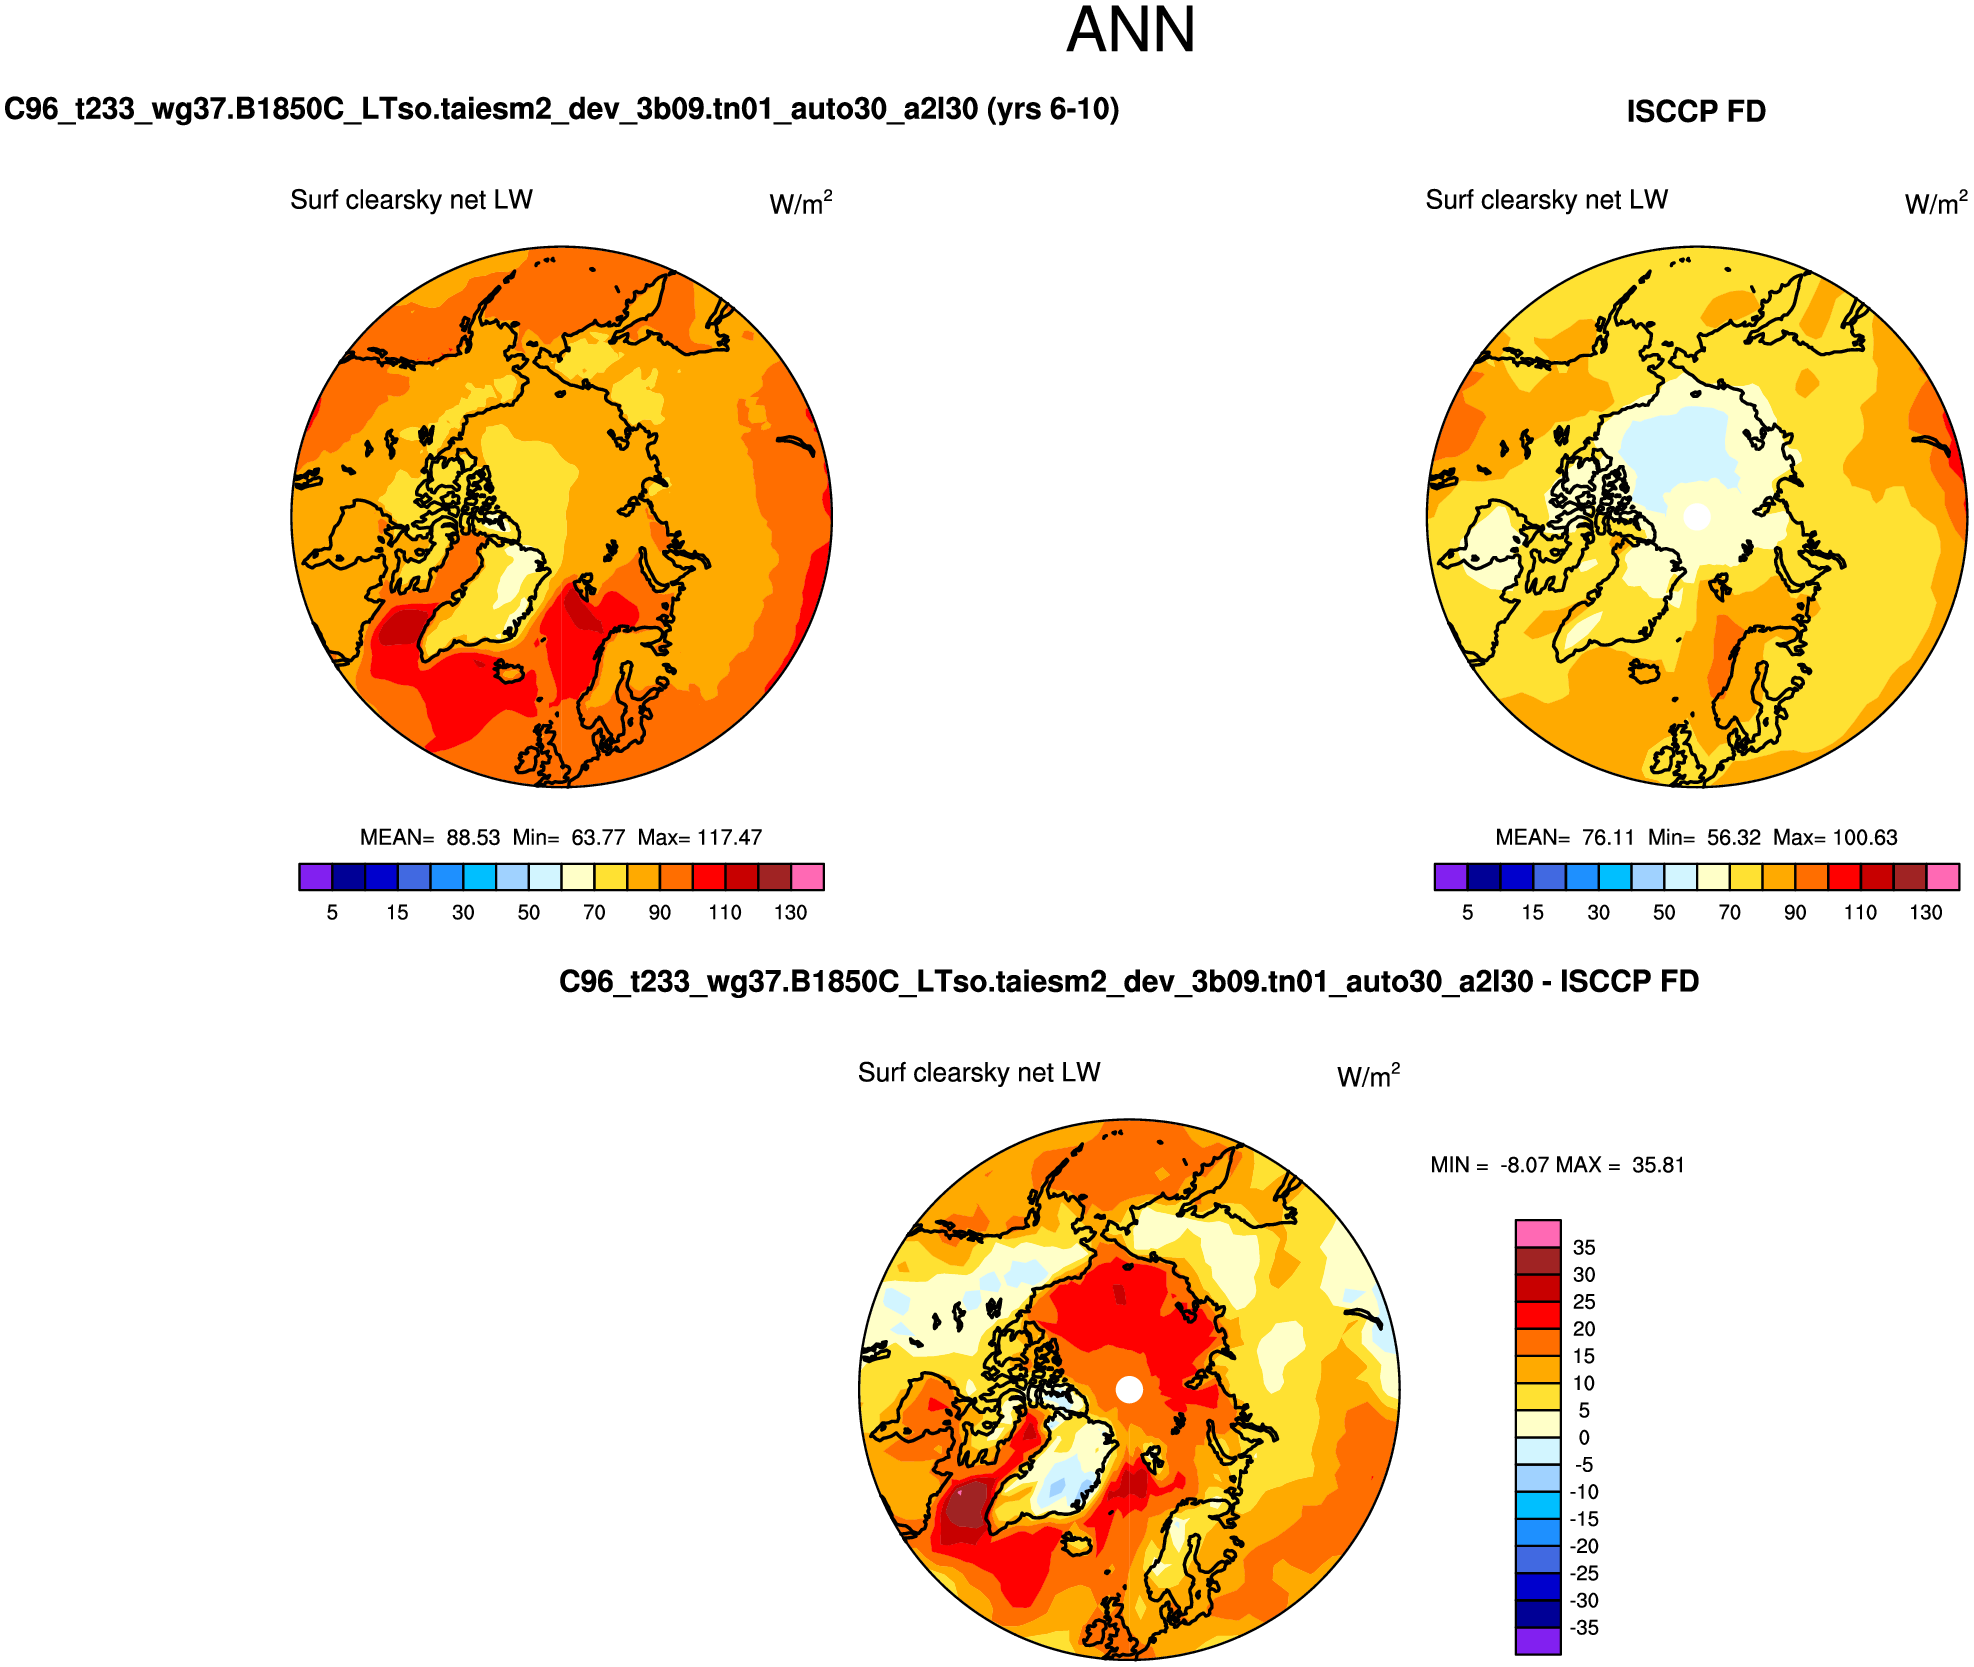 ANN
C96_t233_wg37.B1850C_LTso.taiesm2_dev_3b09.tn01_auto30_a2l30 (yrs 6-10)
ISCCP FD
Surf clearsky net LW W/m²
Surf clearsky net LW W/m²
MEAN= 88.53 Min= 63.77 Max= 117.47
MEAN= 76.11 Min= 56.32 Max= 100.63
5 15 30 50 70 90 110 130
5 15 30 50 70 90 110 130
C96_t233_wg37.B1850C_LTso.taiesm2_dev_3b09.tn01_auto30_a2l30 - ISCCP FD
Surf clearsky net LW W/m²
MIN = -8.07 MAX = 35.81
35
30
25
20
15
10
5
0
-5
-10
-15
-20
-25
-30
-35